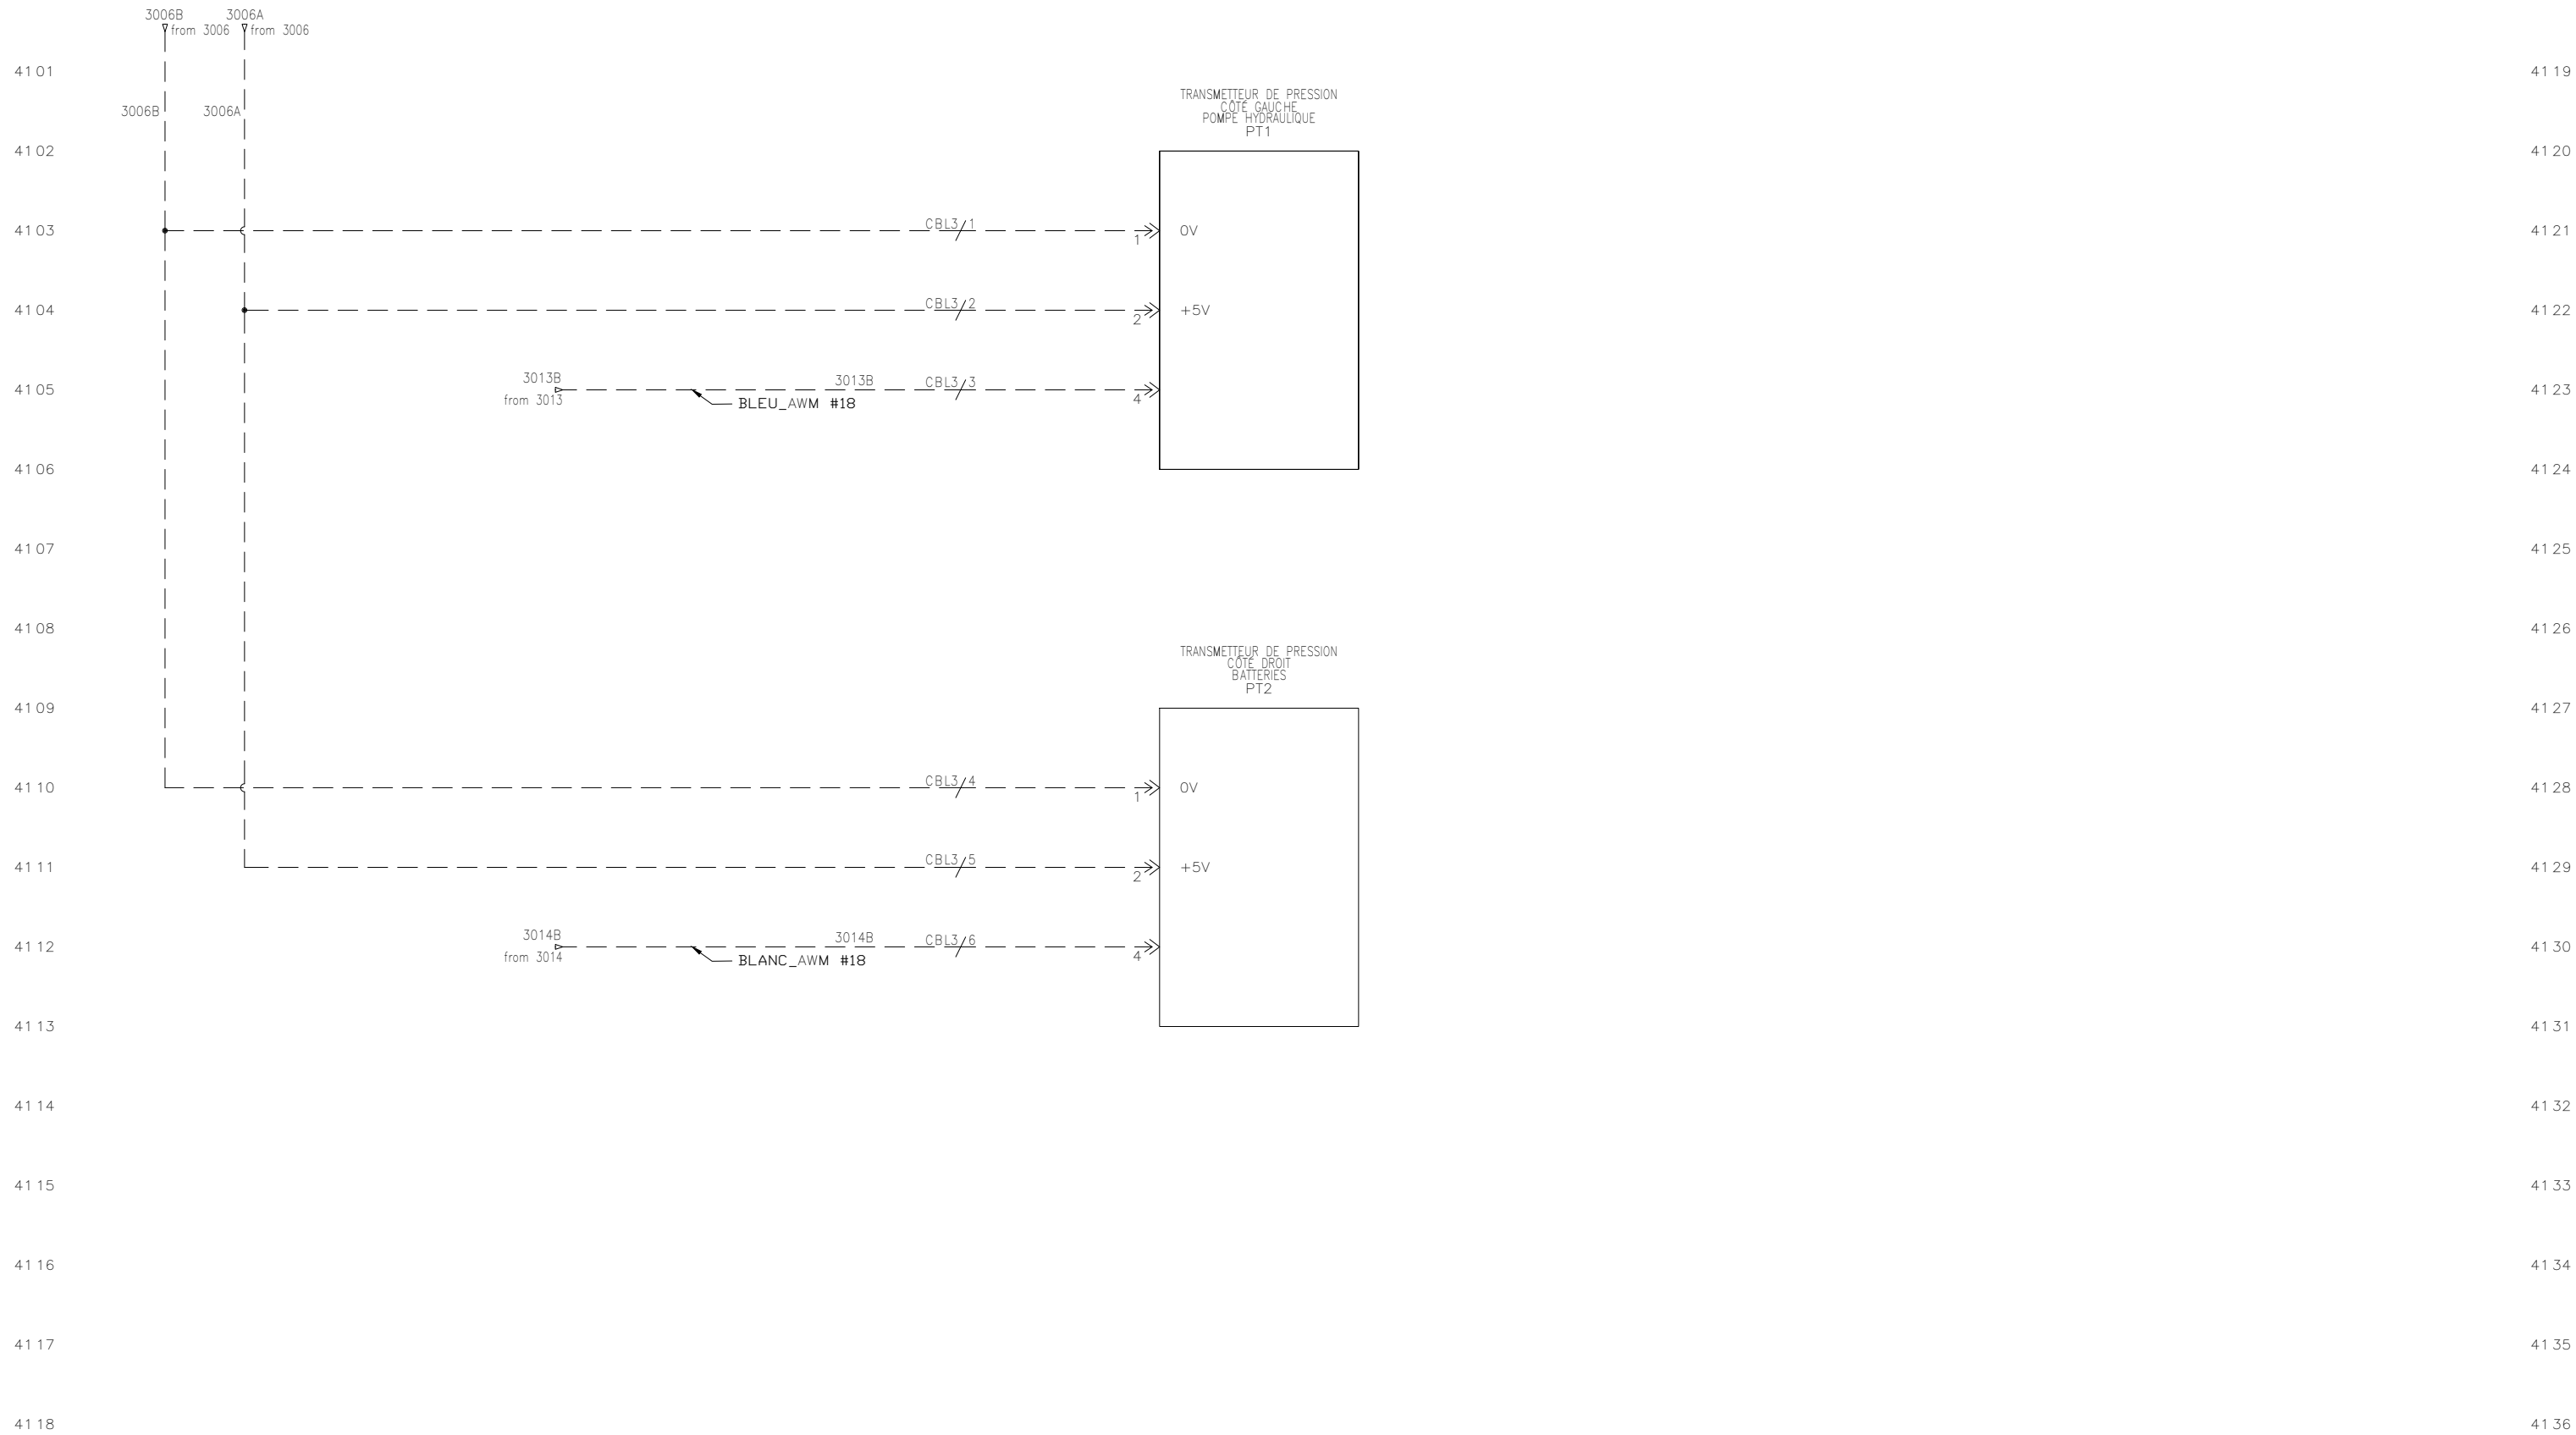 3006B
from 3006
3006A
from 3006
4101
4119
TRANSMETTEUR DE PRESSION
CÔTÉ GAUCHE
POMPE HYDRAULIQUE
PT1
3006B
3006A
4102
4120
4103
CBL3/1
1
0V
4121
4104
CBL3/2
2
+5V
4122
4105
3013B
from 3013
BLEU_AWM #18
3013B
CBL3/3
4
4123
4106
4124
4107
4125
4108
4126
TRANSMETTEUR DE PRESSION
CÔTÉ DROIT
BATTERIES
PT2
4109
4127
4110
CBL3/4
1
0V
4128
4111
CBL3/5
2
+5V
4129
4112
3014B
from 3014
BLANC_AWM #18
3014B
CBL3/6
4
4130
4113
4131
4114
4132
4115
4133
4116
4134
4117
4135
4118
4136